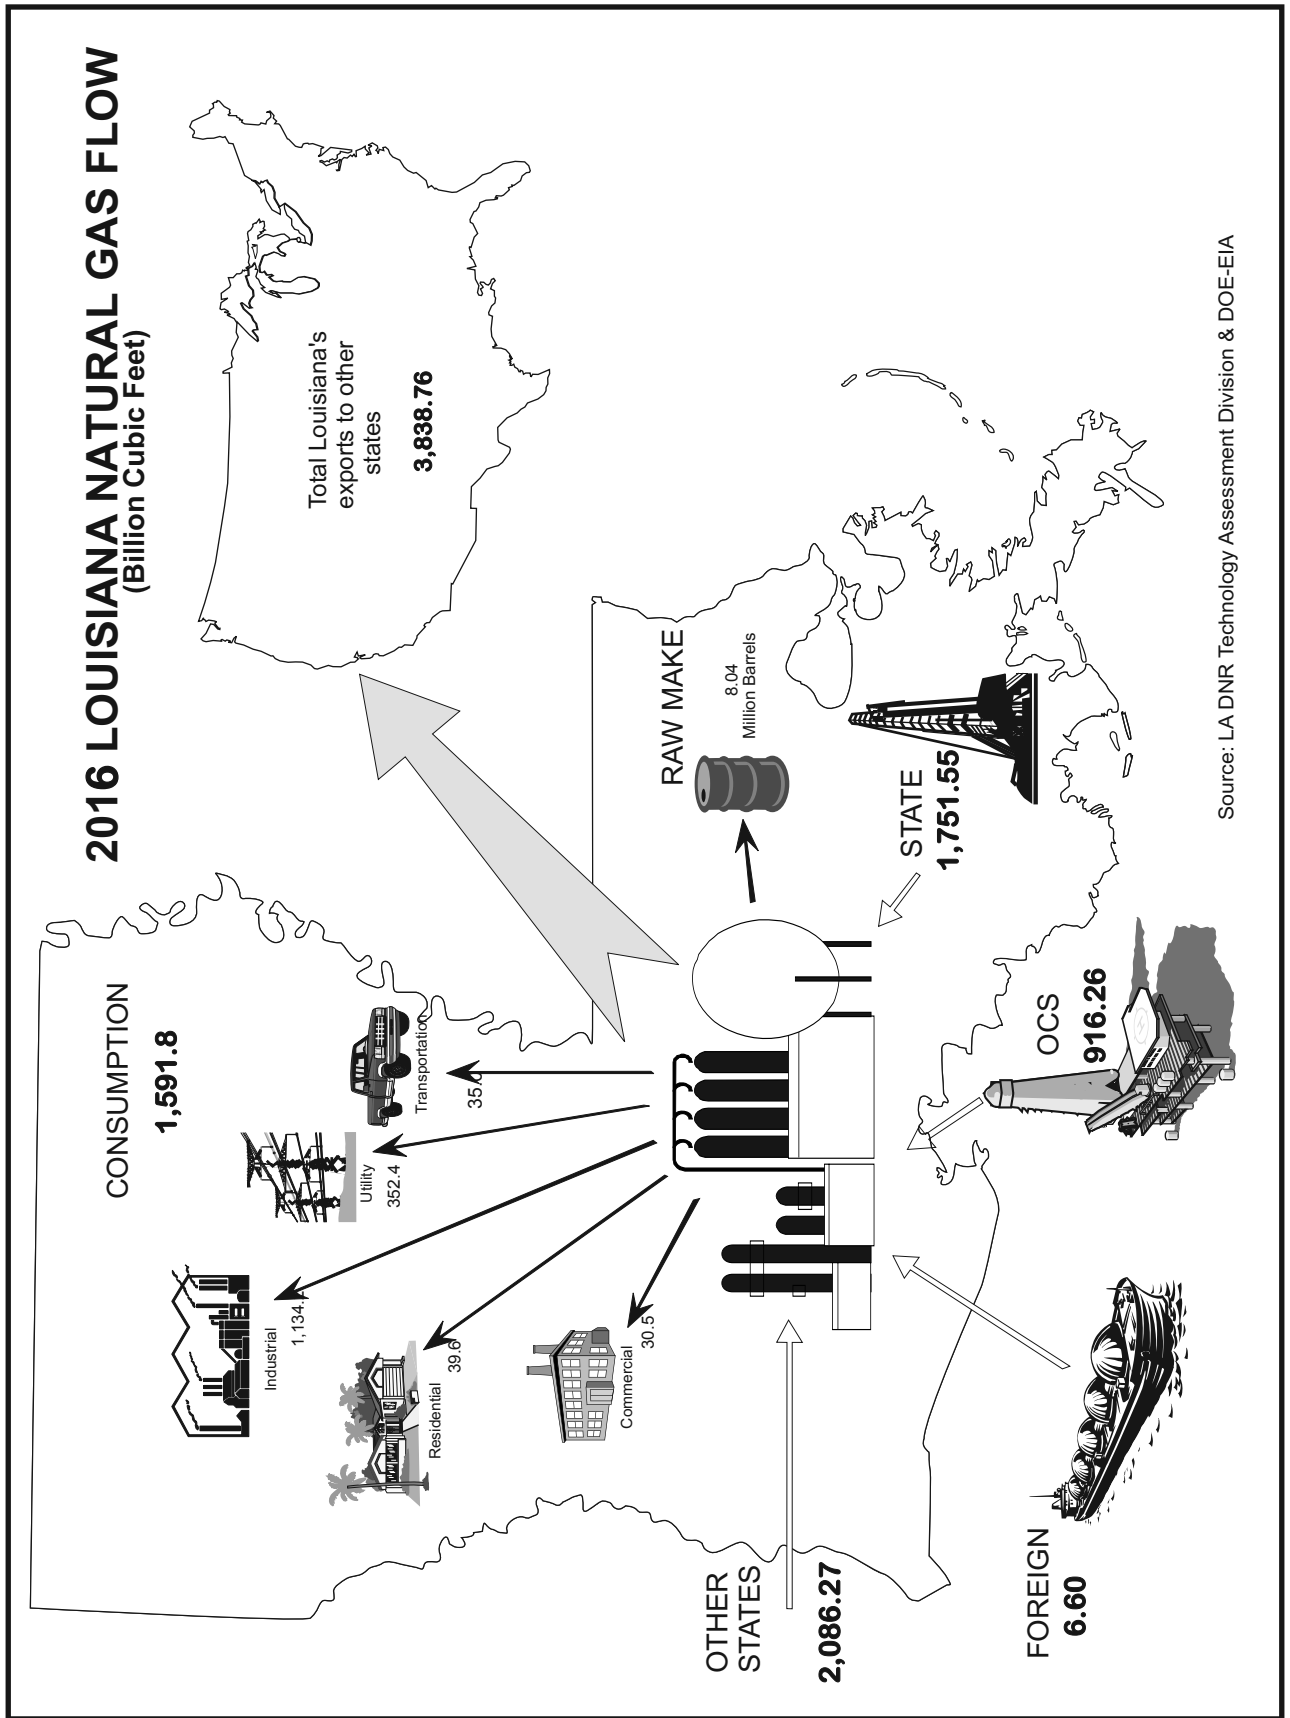 2016 LOUISIANA NATURAL GAS FLOW
(Billion Cubic Feet)
CONSUMPTION
1,591.8
Total Louisiana's
exports to other
states
3,838.76
Industrial
Utility
352.4
Transportation
Residential
39.6
Commercial
30.5
RAW MAKE
8.04
Million Barrels
OTHER
STATES
2,086.27
STATE
1,751.55
OCS
916.26
FOREIGN
6.60
Source: LA DNR Technology Assessment Division & DOE-EIA